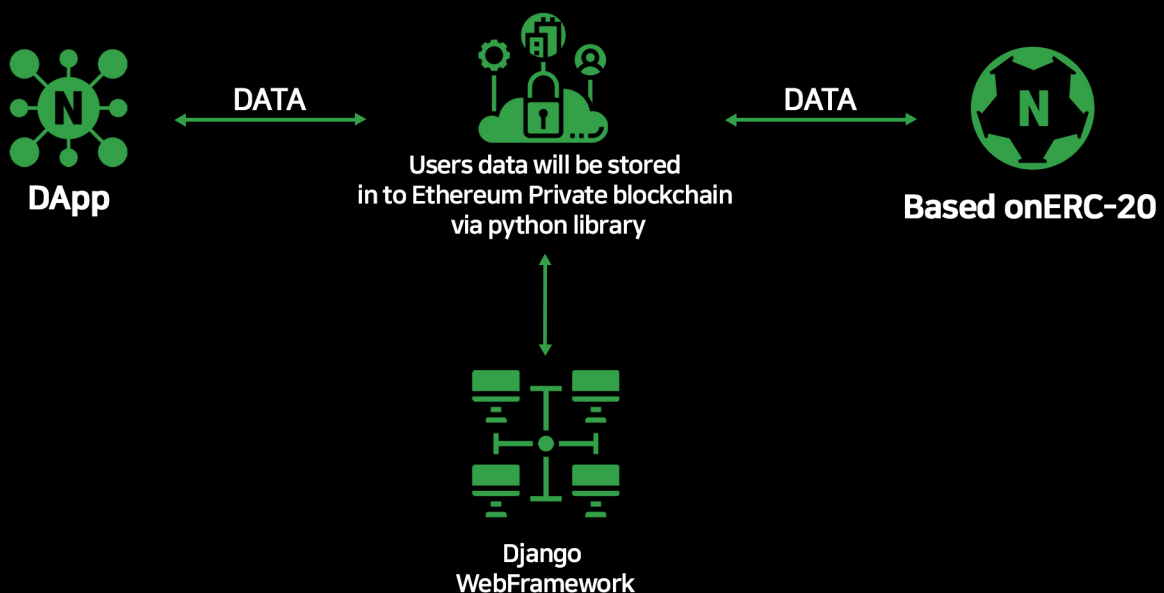 N
DApp
DATA
Users data will be stored
in to Ethereum Private blockchain
via python library
DATA
N
Based onERC-20
Django
WebFramework